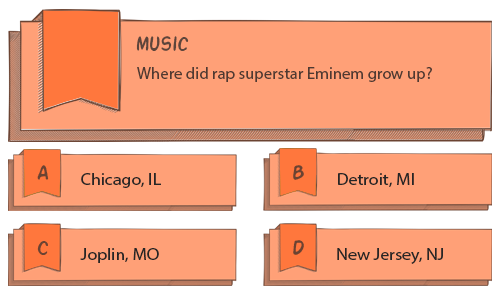 MUSIC
Where did rap superstar Eminem grow up?
A Chicago, IL
B Detroit, MI
C Joplin, MO
D New Jersey, NJ